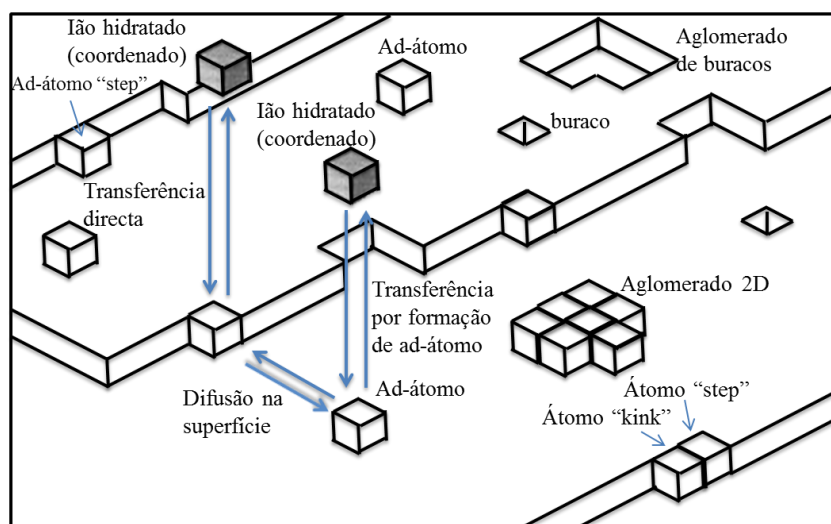 Ião hidratado
(coordenado)
Ad-átomo “step”
Ad-átomo
Aglomerado
de buracos
Ião hidratado
(coordenado)
buraco
Transferência
directa
Transferência
por formação
de ad-átomo
Aglomerado 2D
Difusão na
superfície
Ad-átomo
Átomo “step”
Átomo “kink”